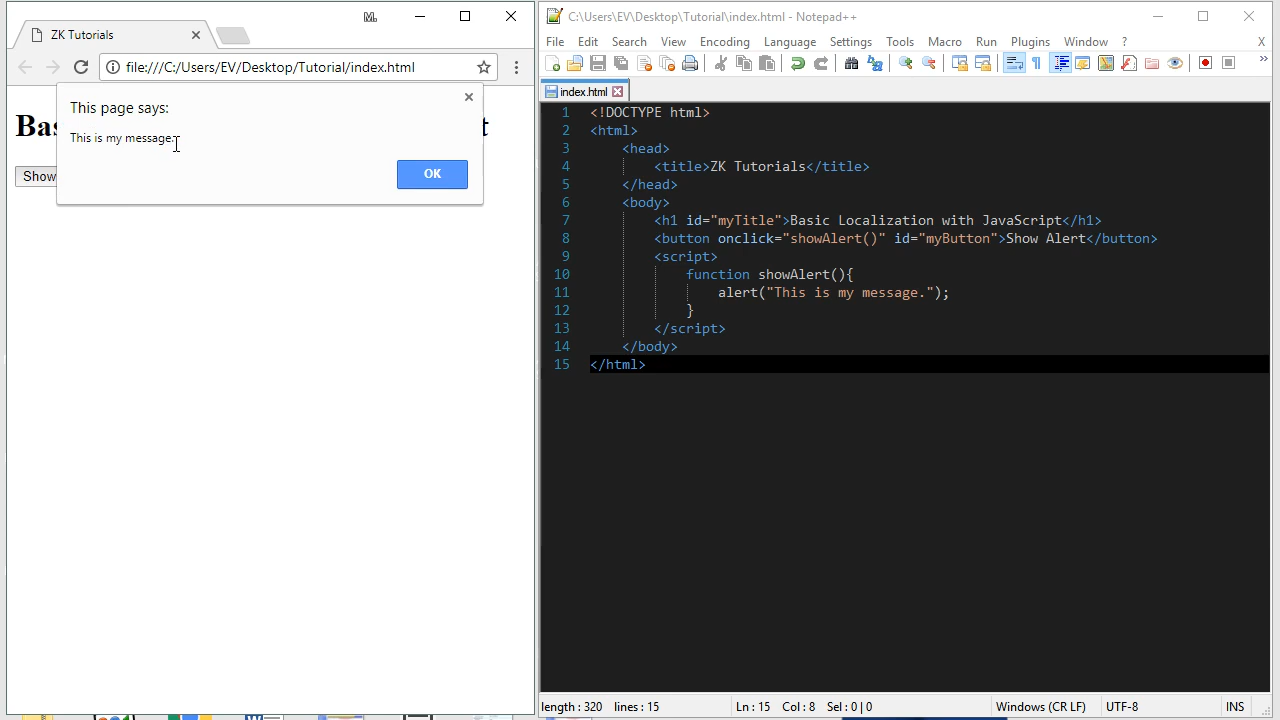 ZK Tutorials
file:///C:/Users/EV/Desktop/Tutorial/index.html
This page says:
This is my message.
OK
Bas
t
Show
C:\Users\EV\Desktop\Tutorial\index.html - Notepad++
File Edit Search View Encoding Language Settings Tools Macro Run Plugins Window ? X
index.html
1 <!DOCTYPE html>
2 <html>
3 <head>
4 <title>ZK Tutorials</title>
5 </head>
6 <body>
7 <h1 id="myTitle">Basic Localization with JavaScript</h1>
8 <button onclick="showAlert()" id="myButton">Show Alert</button>
9 <script>
10 function showAlert(){
11 alert("This is my message.");
12 }
13 </script>
14 </body>
15 </html>
length : 320 lines : 15 Ln : 15 Col : 8 Sel : 0 | 0 Windows (CR LF) UTF-8 INS